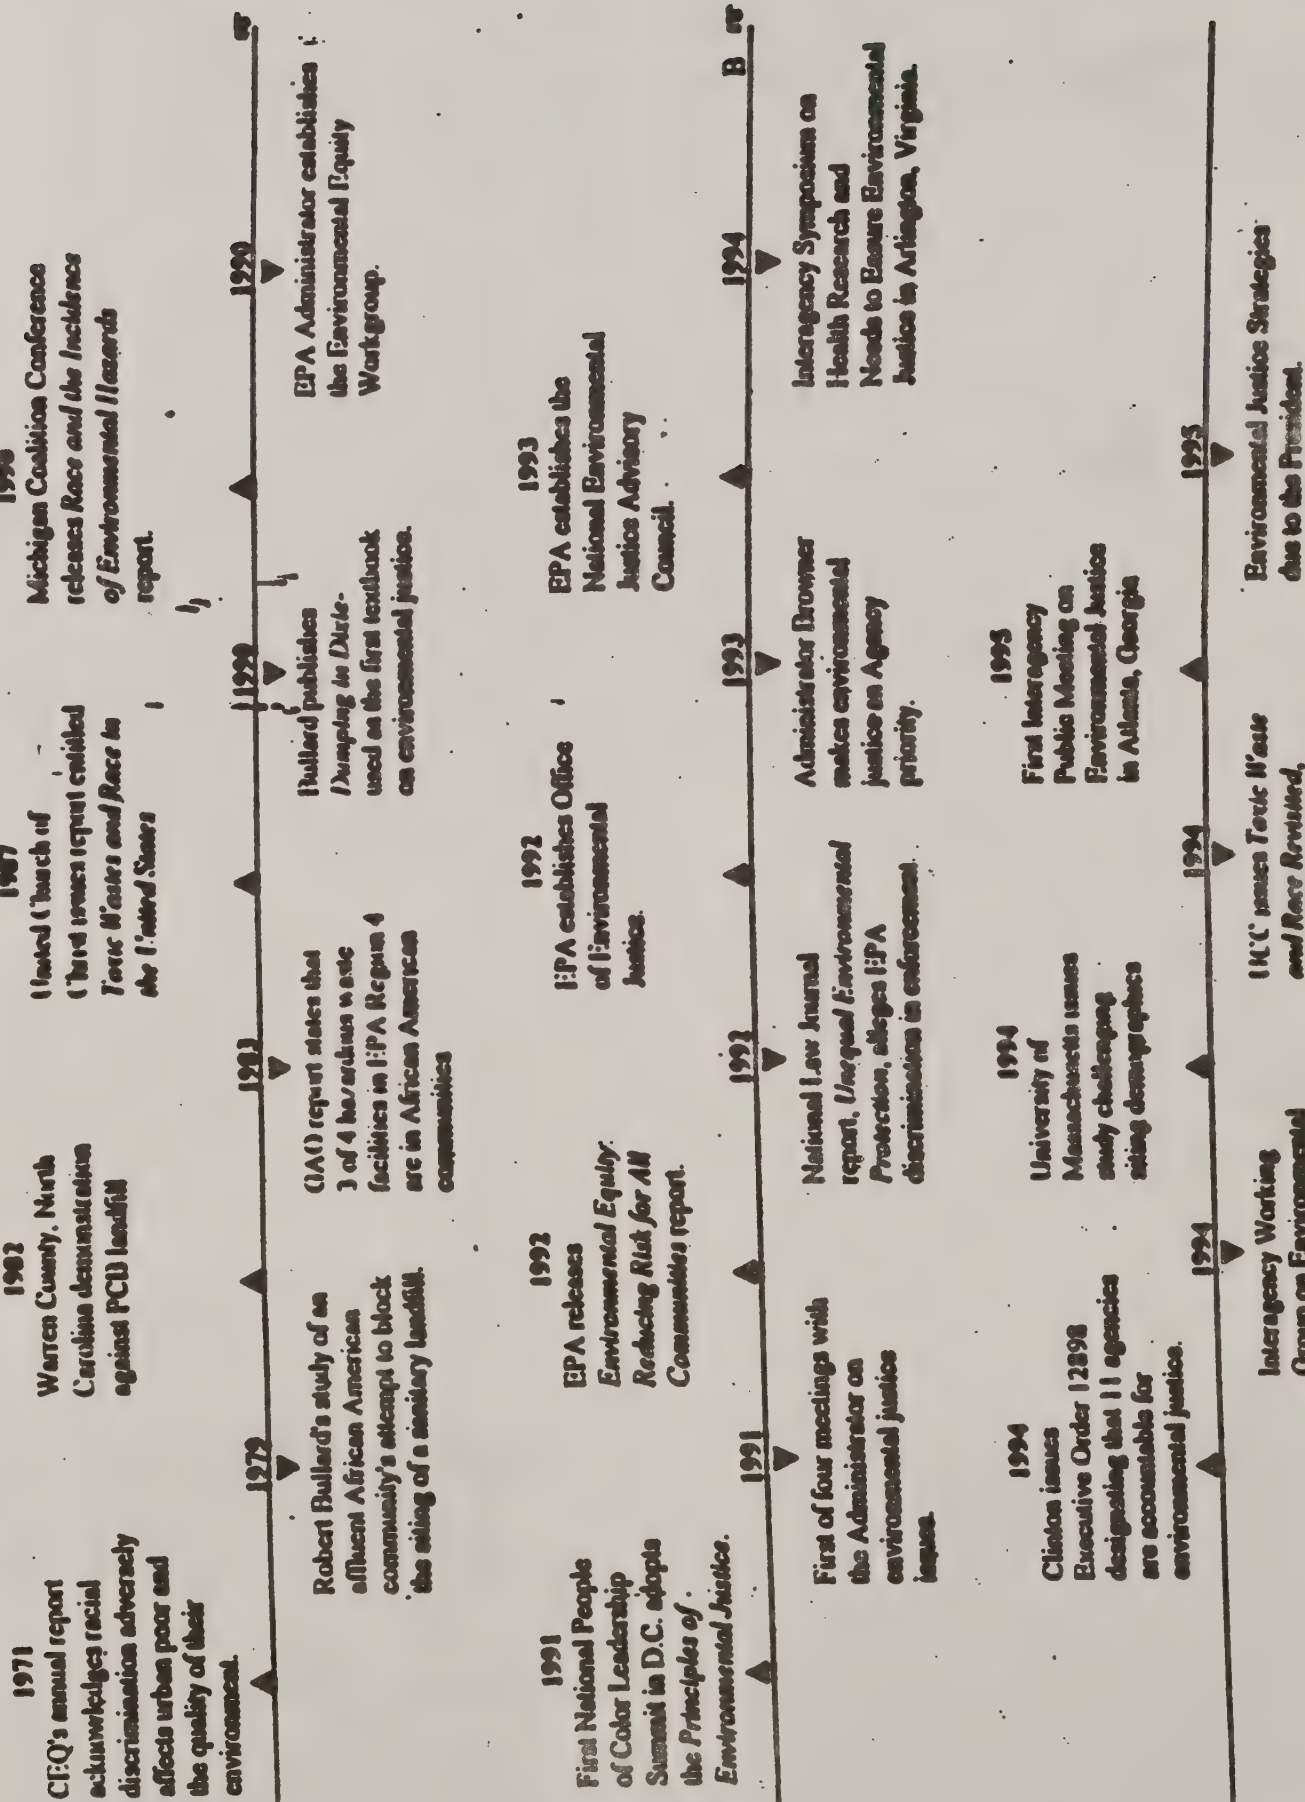 1971
CEQ's annual report
acknowledges racial
discrimination adversely
affects urban poor and
the quality of their
environment.
1979
Robert Bullard's study of an
affluent African American
community's attempt to block
the siting of a sanitary landfill.
1982
Warren County, North
Carolina demonstration
against PCB landfill
1983
GAO report states that
3 of 4 hazardous waste
facilities in EPA Region 4
are in African American
communities
1987
United Church of
Christ issues report entitled
Toxic Wastes and Race in
the United States
1990
Bullard publishes
Dumping in Dixie-
used as the first textbook
on environmental justice.
1990
Michigan Coalition Conference
releases Race and the Incidence
of Environmental Hazards
report.
1990
EPA Administrator establishes
the Environmental Equity
Workgroup.
1991
First National People
of Color Leadership
Summit in D.C. adopts
the Principles of
Environmental Justice.
1991
First of four meetings with
the Administrator on
environmental justice
issues.
1992
EPA releases
Environmental Equity:
Reducing Risk for All
Communities report.
1992
National Law Journal
report, Unequal Environmental
Protection, alleges EPA
discrimination in enforcement.
1992
EPA establishes Office
of Environmental
Justice.
1993
Administrator Browner
makes environmental
justice an Agency
priority.
1993
EPA establishes the
National Environmental
Justice Advisory
Council.
1994
Interagency Symposium on
Health Research and
Needs to Ensure Environmental
Justice in Arlington, Virginia.
B
1994
Clinton issues
Executive Order 12898
designating that 11 agencies
are accountable for
environmental justice.
1994
Interagency Working
Group on Environmental
1994
University of
Massachusetts issues
study challenging
siting demographics
1994
UCC issues Toxic Waste
and Race Revisited,
1995
First Interagency
Public Meeting on
Environmental Justice
in Atlanta, Georgia
1995
Environmental Justice Strategies
due to the President.